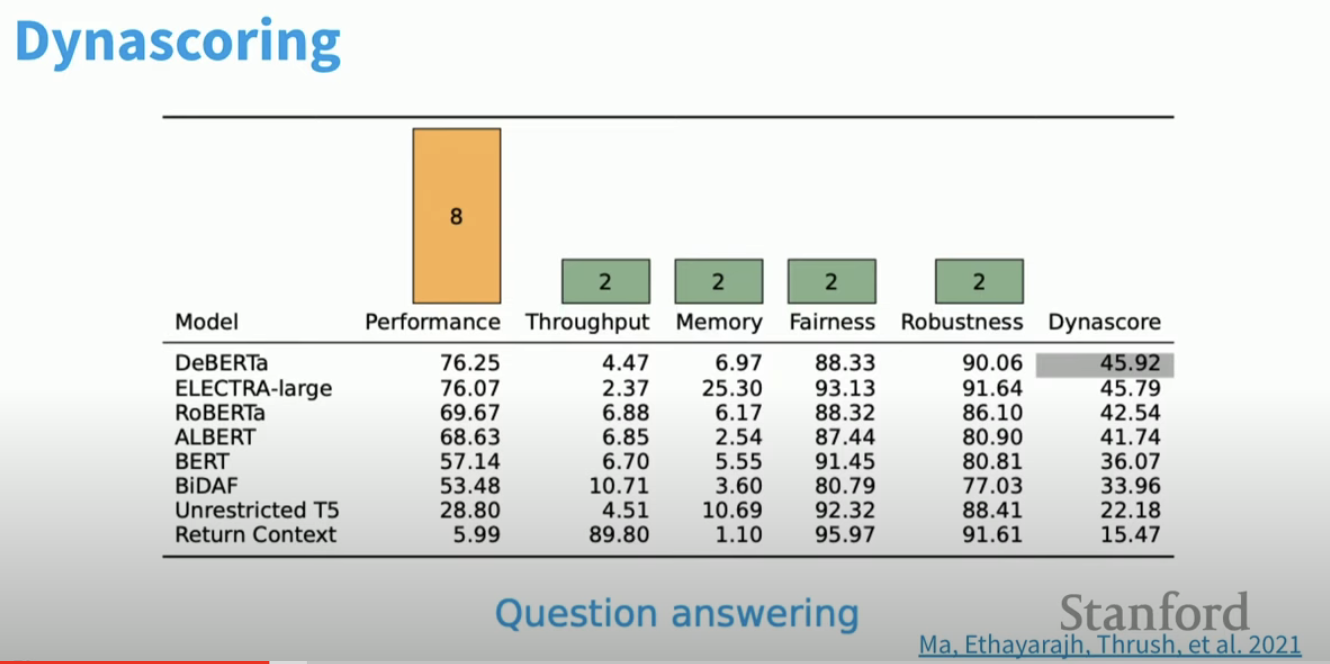 Dynascoring
8
2 2 2 2
Model Performance Throughput Memory Fairness Robustness Dynascore
DeBERTa 76.25 4.47 6.97 88.33 90.06 45.92
ELECTRA-large 76.07 2.37 25.30 93.13 91.64 45.79
RoBERTa 69.67 6.88 6.17 88.32 86.10 42.54
ALBERT 68.63 6.85 2.54 87.44 80.90 41.74
BERT 57.14 6.70 5.55 91.45 80.81 36.07
BiDAF 53.48 10.71 3.60 80.79 77.03 33.96
Unrestricted T5 28.80 4.51 10.69 92.32 88.41 22.18
Return Context 5.99 89.80 1.10 95.97 91.61 15.47
Question answering
Stanford
Ma, Ethayarajh, Thrush, et al. 2021